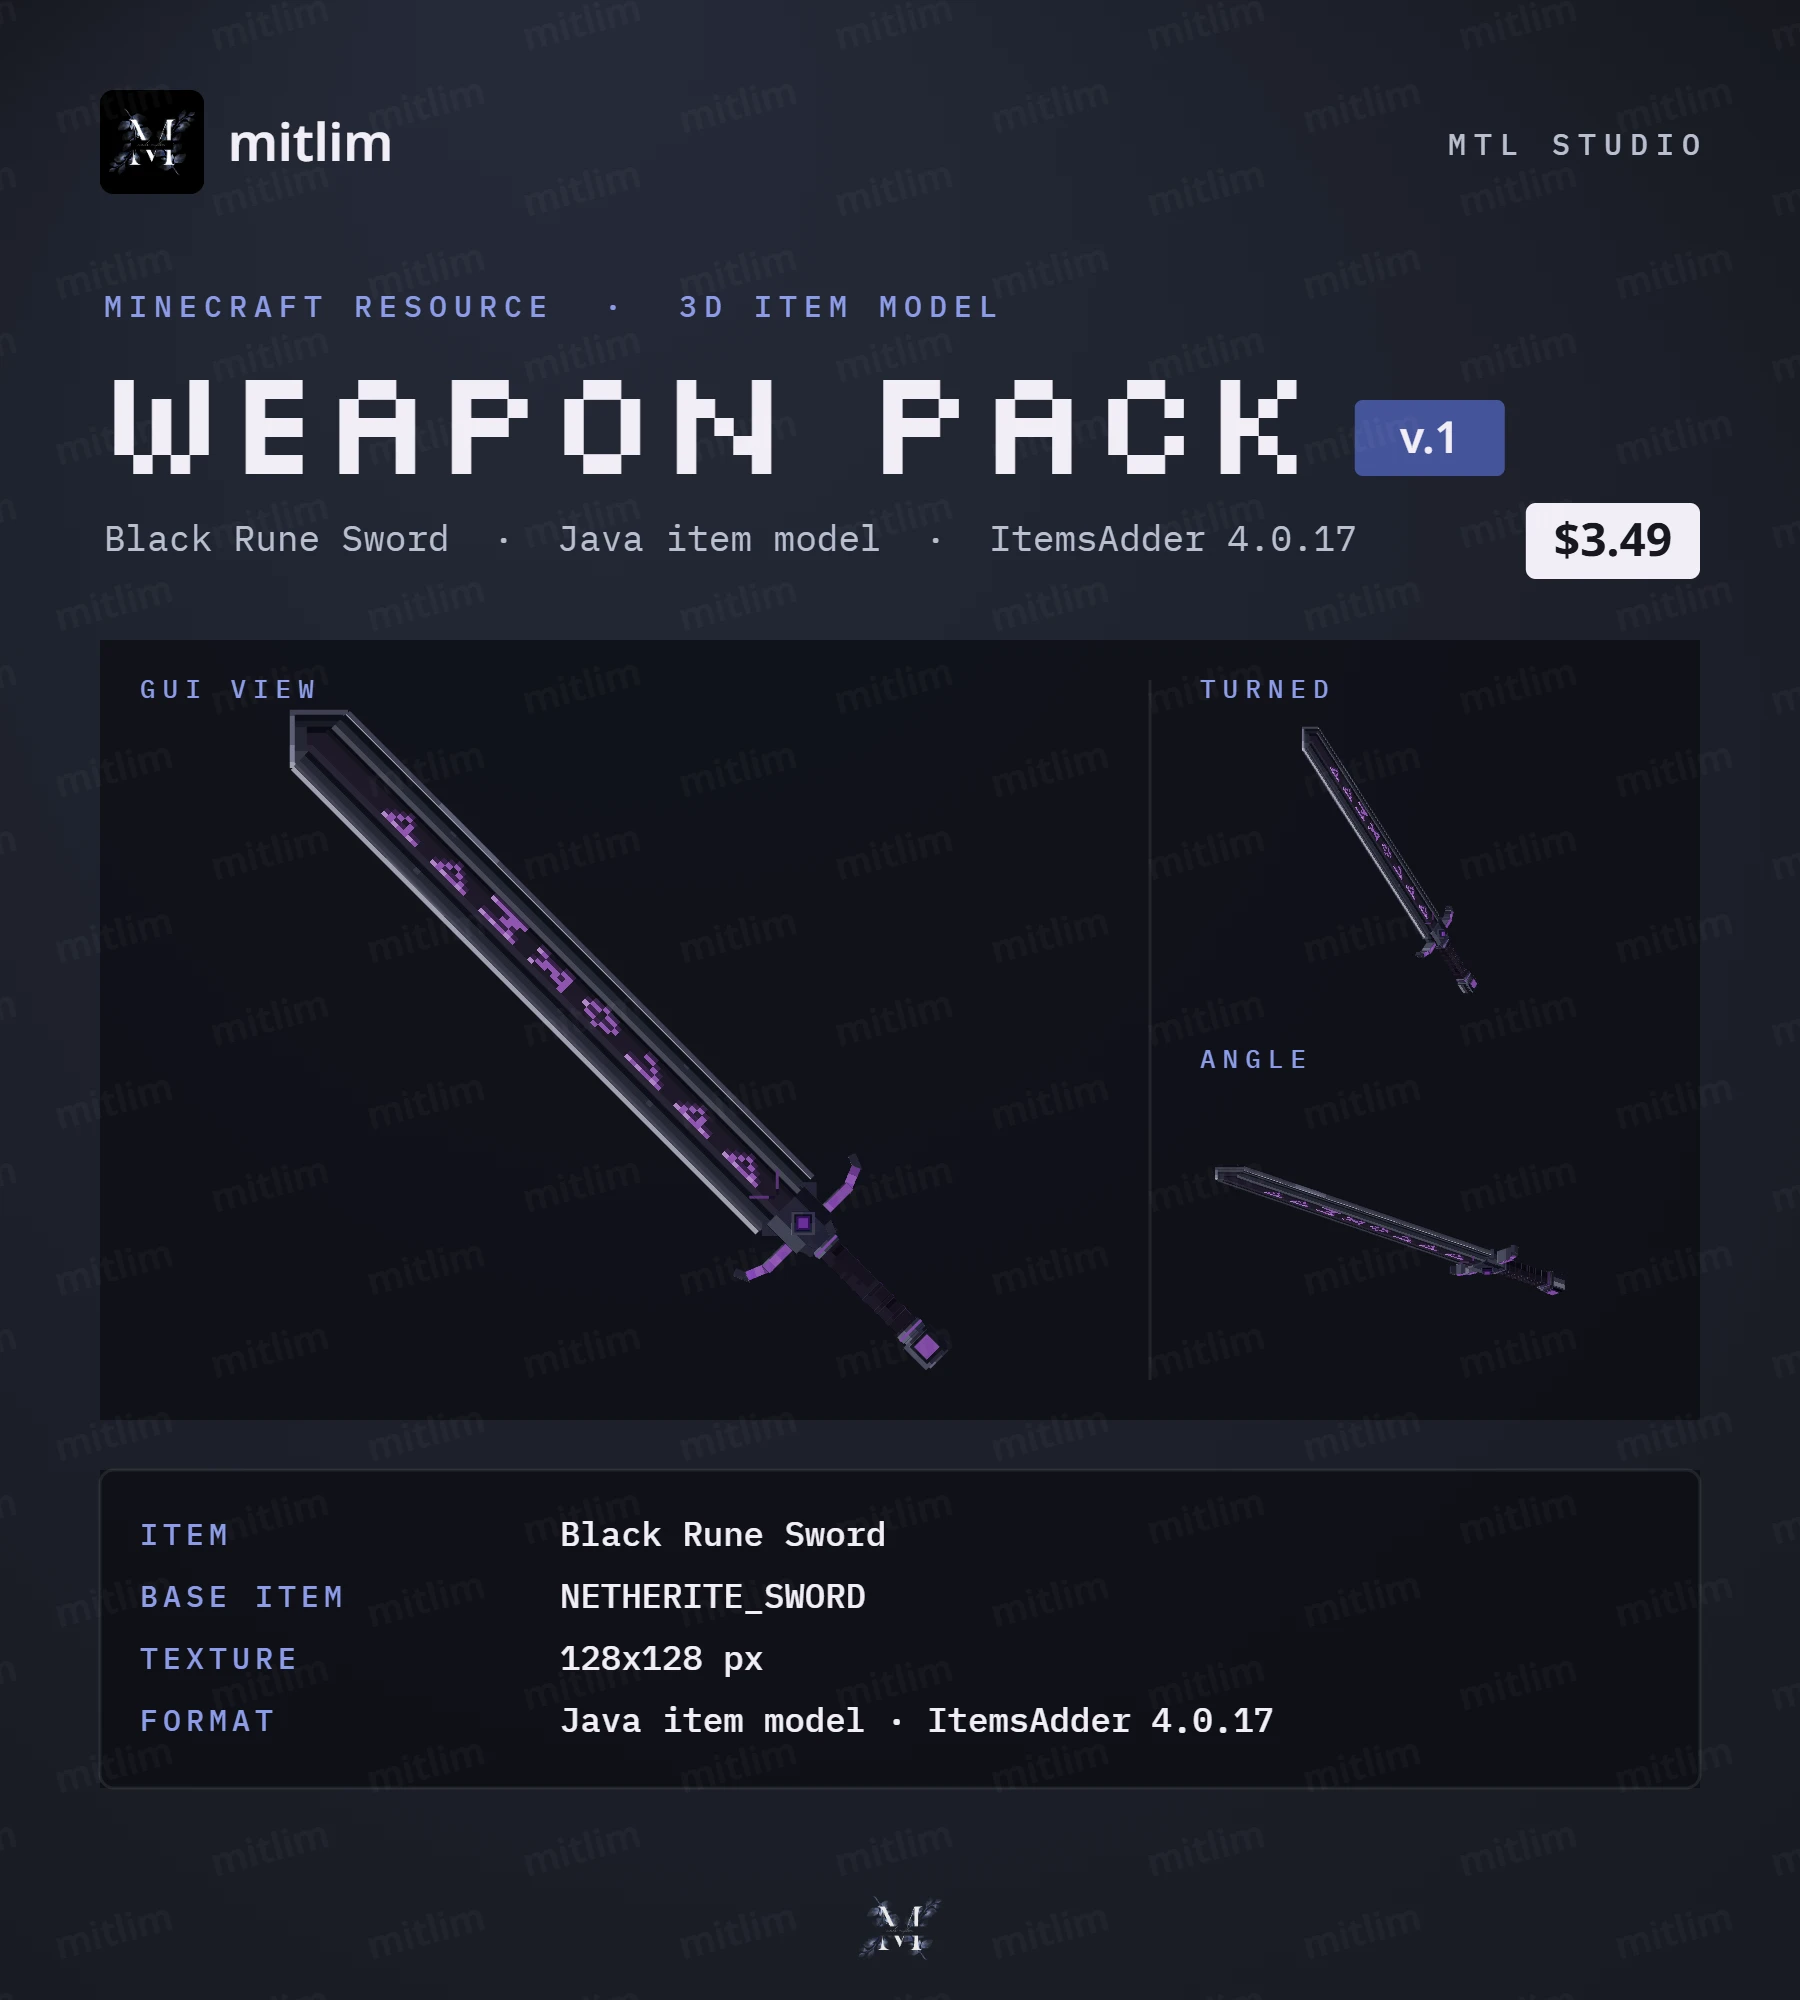 mitlim
MTL STUDIO
MINECRAFT RESOURCE · 3D ITEM MODEL
WEAPON PACK v.1
Black Rune Sword · Java item model · ItemsAdder 4.0.17
$3.49
GUI VIEW
TURNED
ANGLE
ITEM Black Rune Sword
BASE ITEM NETHERITE_SWORD
TEXTURE 128x128 px
FORMAT Java item model · ItemsAdder 4.0.17
M